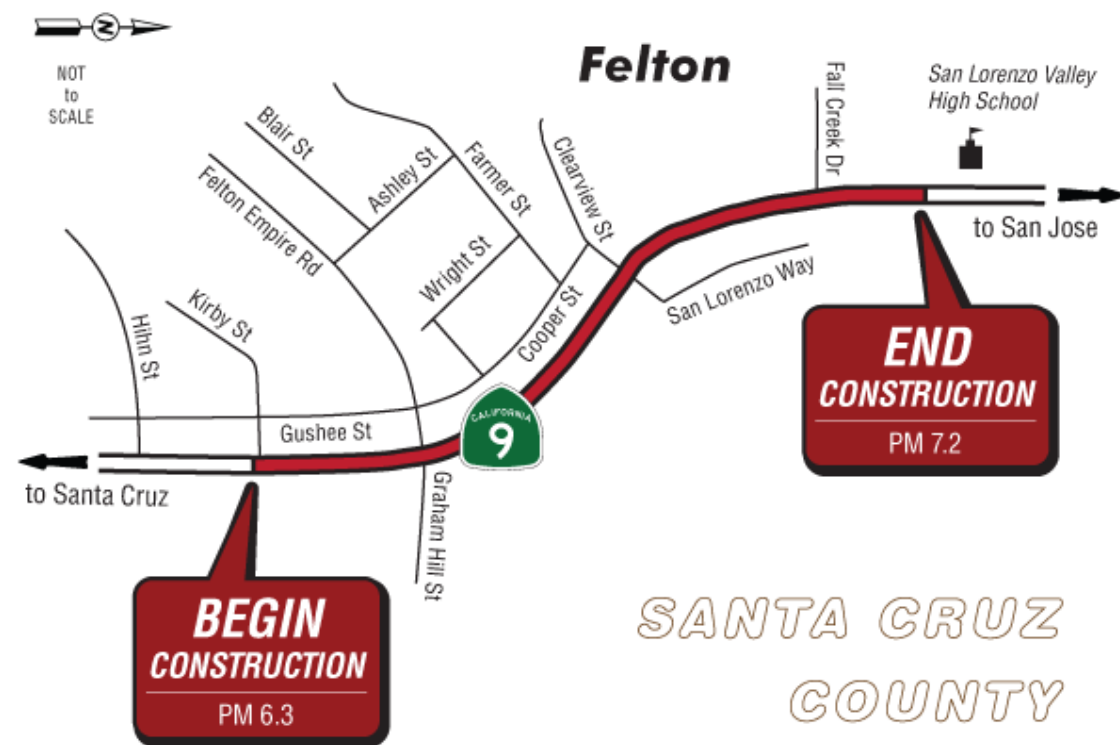 N
NOT
to
SCALE
Felton
Fall Creek Dr
San Lorenzo Valley
High School
Blair St
Ashley St
Farmer St
Clearview St
Felton Empire Rd
Wright St
to San Jose
San Lorenzo Way
Kirby St
Hihn St
Cooper St
END
CONSTRUCTION
PM 7.2
CALIFORNIA
9
Gushee St
to Santa Cruz
Graham Hill St
BEGIN
CONSTRUCTION
PM 6.3
SANTA CRUZ
COUNTY